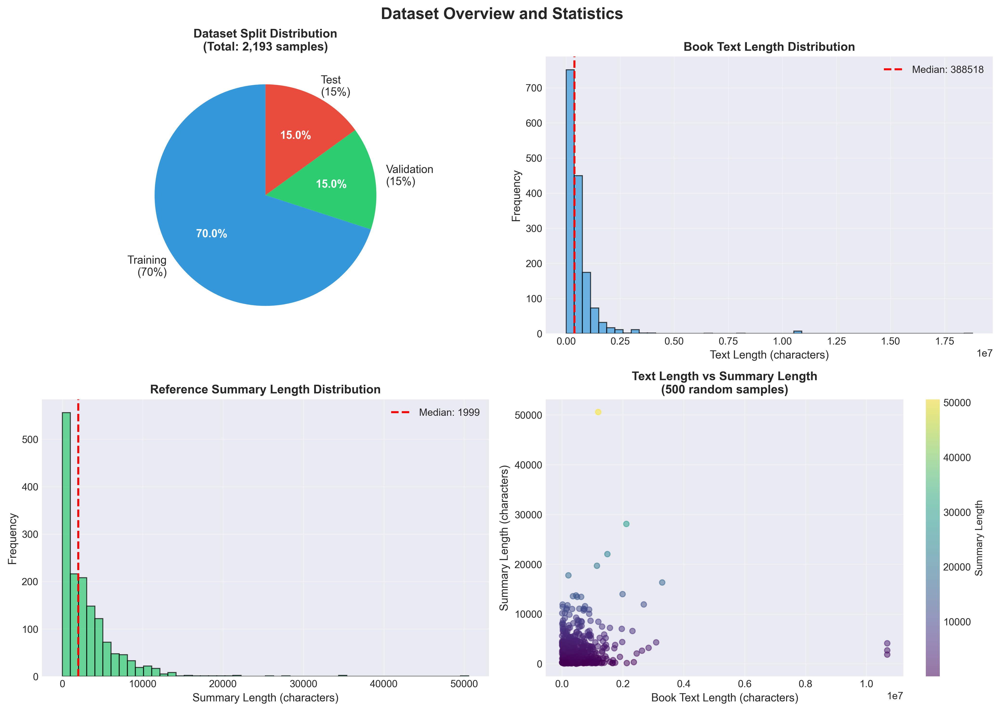 Dataset Overview and Statistics
Dataset Split Distribution
(Total: 2,193 samples)
Test
(15%)
15.0%
Validation
(15%)
15.0%
70.0%
Training
(70%)
Book Text Length Distribution
Median: 388518
Frequency
700
600
500
400
300
200
100
0
0.00 0.25 0.50 0.75 1.00 1.25 1.50 1.75
1e7
Text Length (characters)
Reference Summary Length Distribution
Median: 1999
Frequency
500
400
300
200
100
0
0 10000 20000 30000 40000 50000
Summary Length (characters)
Text Length vs Summary Length
(500 random samples)
Summary Length (characters)
50000
40000
30000
20000
10000
0
0.0 0.2 0.4 0.6 0.8 1.0
1e7
Book Text Length (characters)
50000
40000
30000
20000
10000
Summary Length